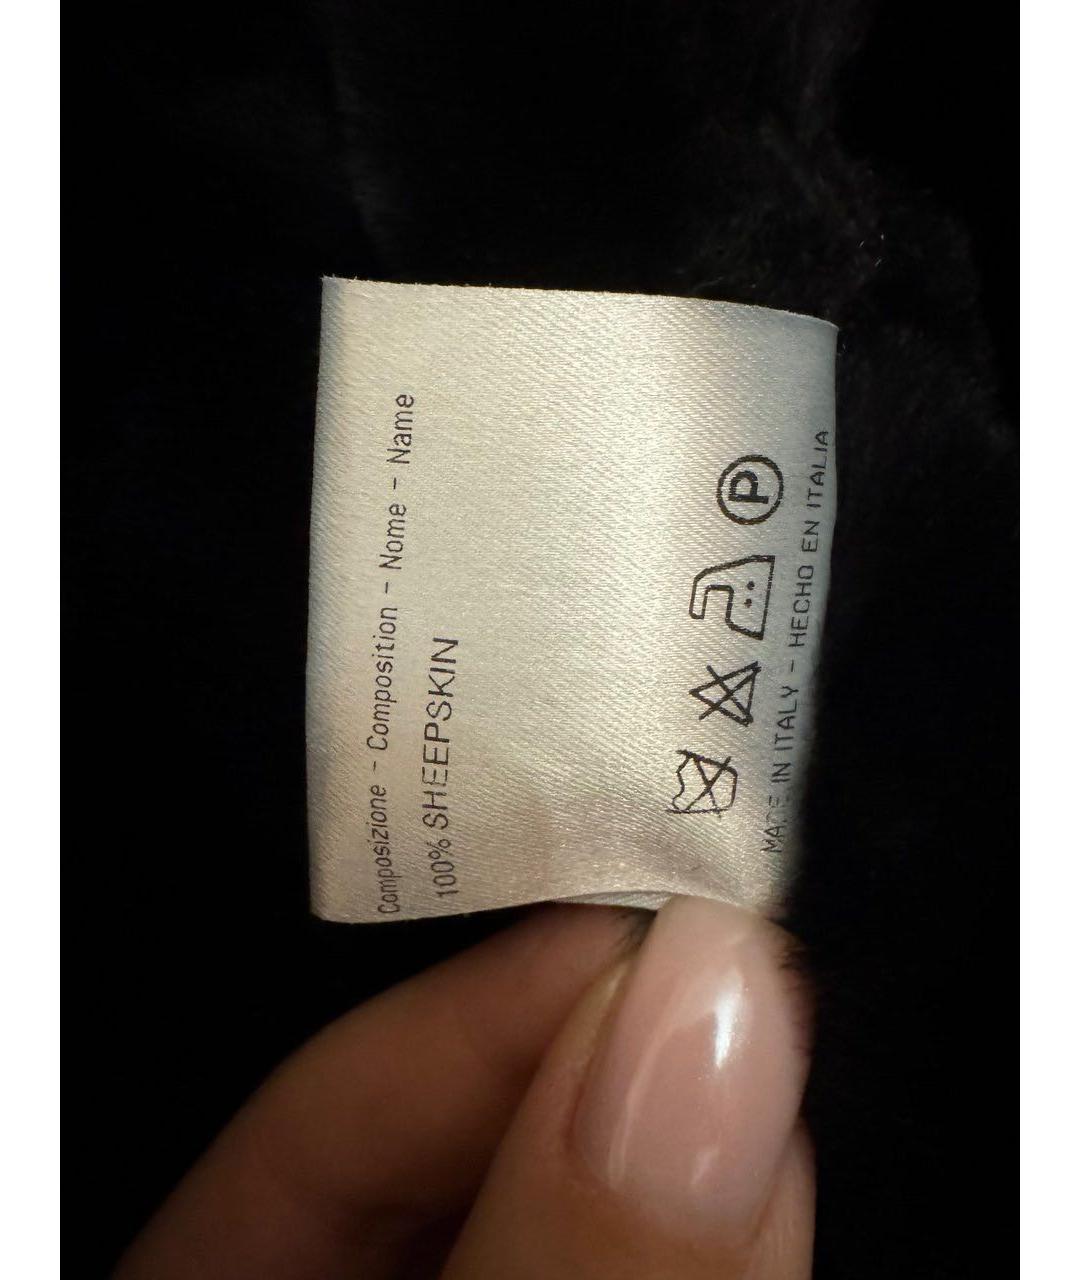 Composizione - Composition - Nome - Name
100% SHEEPSKIN
P
MADE IN ITALY - HECHO EN ITALIA